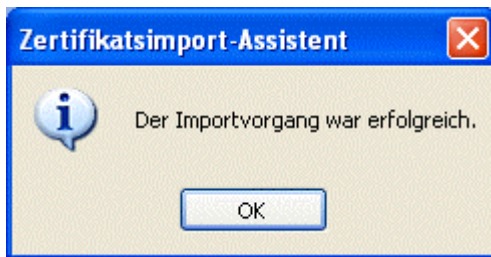 Zertifikatsimport-Assistent
Der Importvorgang war erfolgreich.
OK